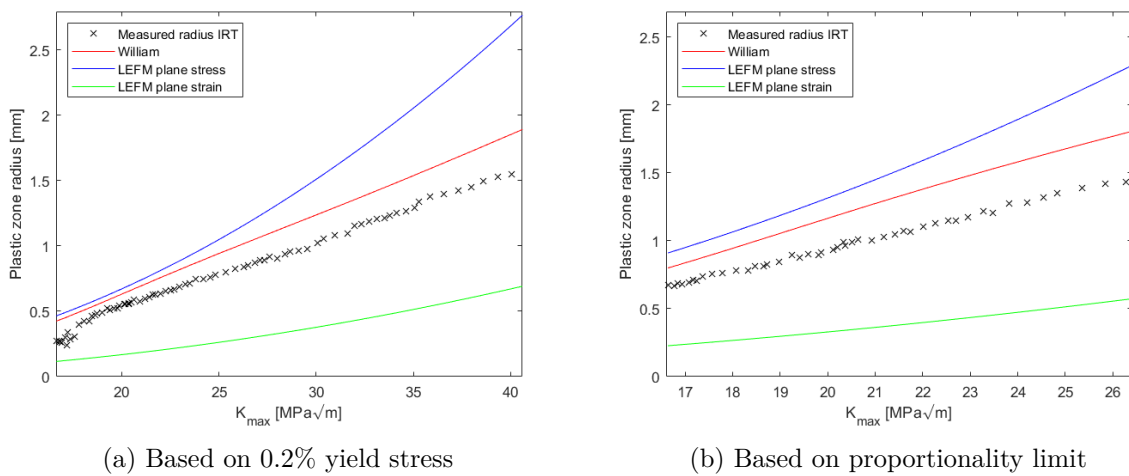 Plastic zone radius [mm]
2.5
2
1.5
1
0.5
0
× Measured radius IRT
William
LEFM plane stress
LEFM plane strain
20 25 30 35 40
K_max [MPa√m]
(a) Based on 0.2% yield stress
Plastic zone radius [mm]
2.5
2
1.5
1
0.5
0
× Measured radius IRT
William
LEFM plane stress
LEFM plane strain
17 18 19 20 21 22 23 24 25 26
K_max [MPa√m]
(b) Based on proportionality limit